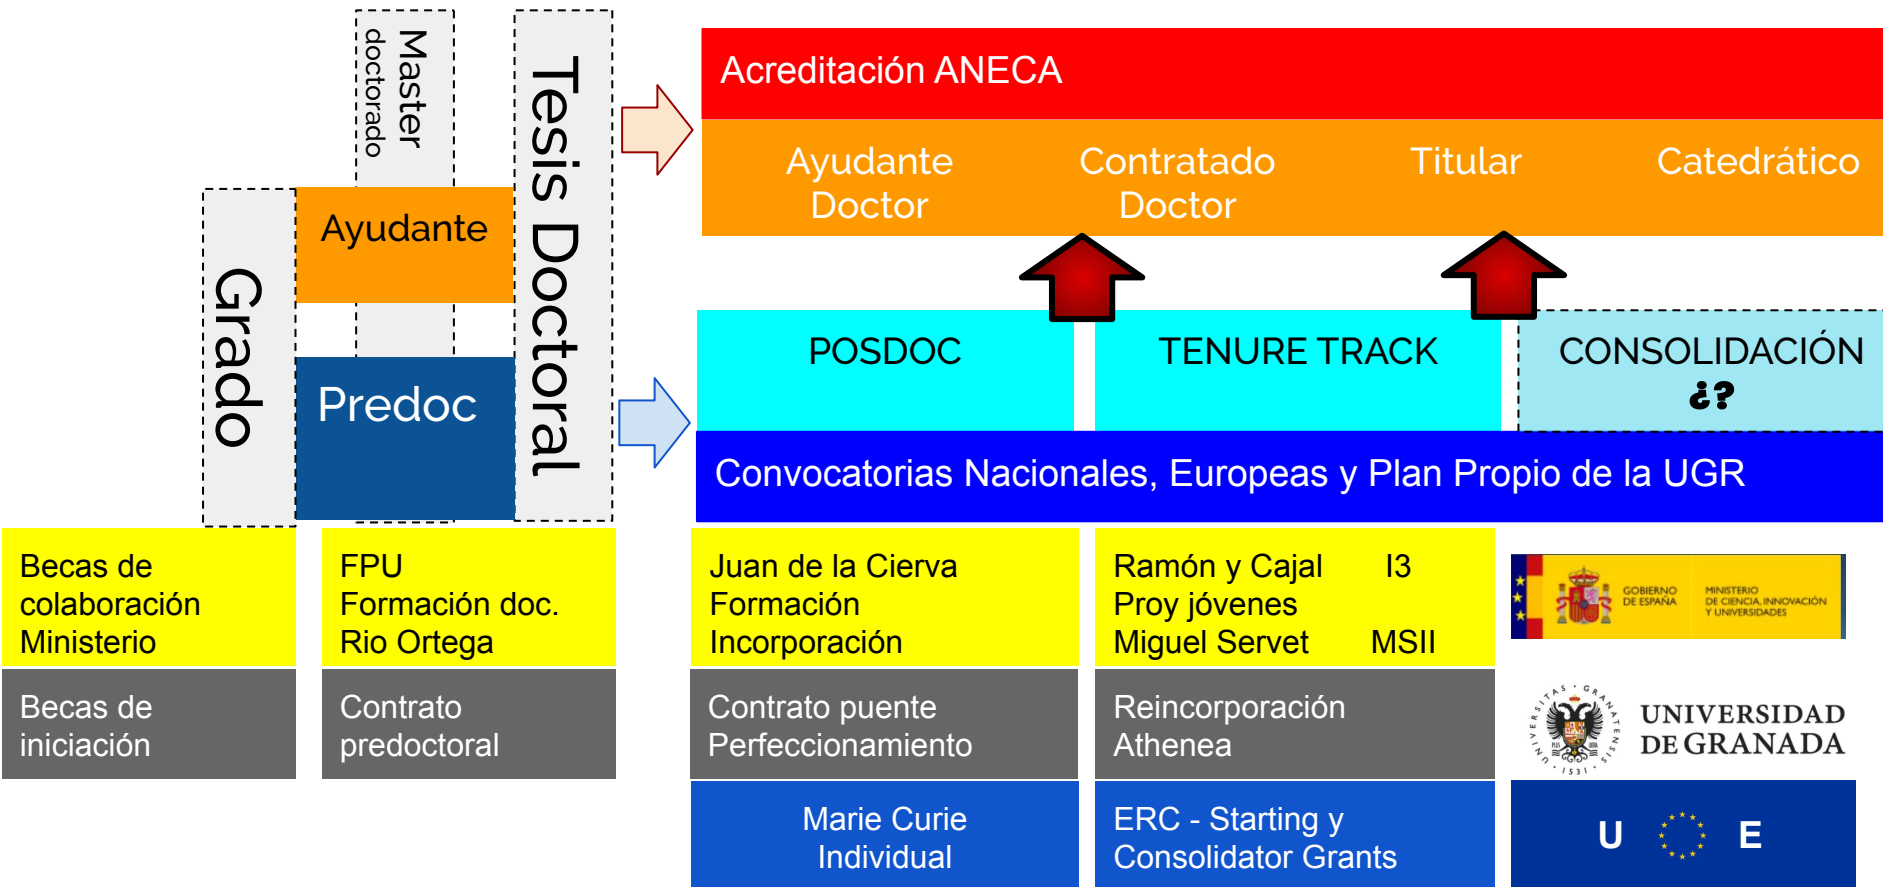 Master
doctorado
Tesis Doctoral
Grado
Ayudante
Predoc
Acreditación ANECA
Ayudante
Doctor
Contratado
Doctor
Titular
Catedrático
POSDOC
TENURE TRACK
CONSOLIDACIÓN
¿?
Convocatorias Nacionales, Europeas y Plan Propio de la UGR
Becas de
colaboración
Ministerio
FPU
Formación doc.
Rio Ortega
Juan de la Cierva
Formación
Incorporación
Ramón y Cajal I3
Proy jóvenes
Miguel Servet MSII
GOBIERNO
DE ESPAÑA
MINISTERIO
DE CIENCIA, INNOVACIÓN
Y UNIVERSIDADES
Becas de
iniciación
Contrato
predoctoral
Contrato puente
Perfeccionamiento
Reincorporación
Athenea
UNIVERSITAS · GRANATENSIS
· 1531 ·
UNIVERSIDAD
DE GRANADA
Marie Curie
Individual
ERC - Starting y
Consolidator Grants
U E